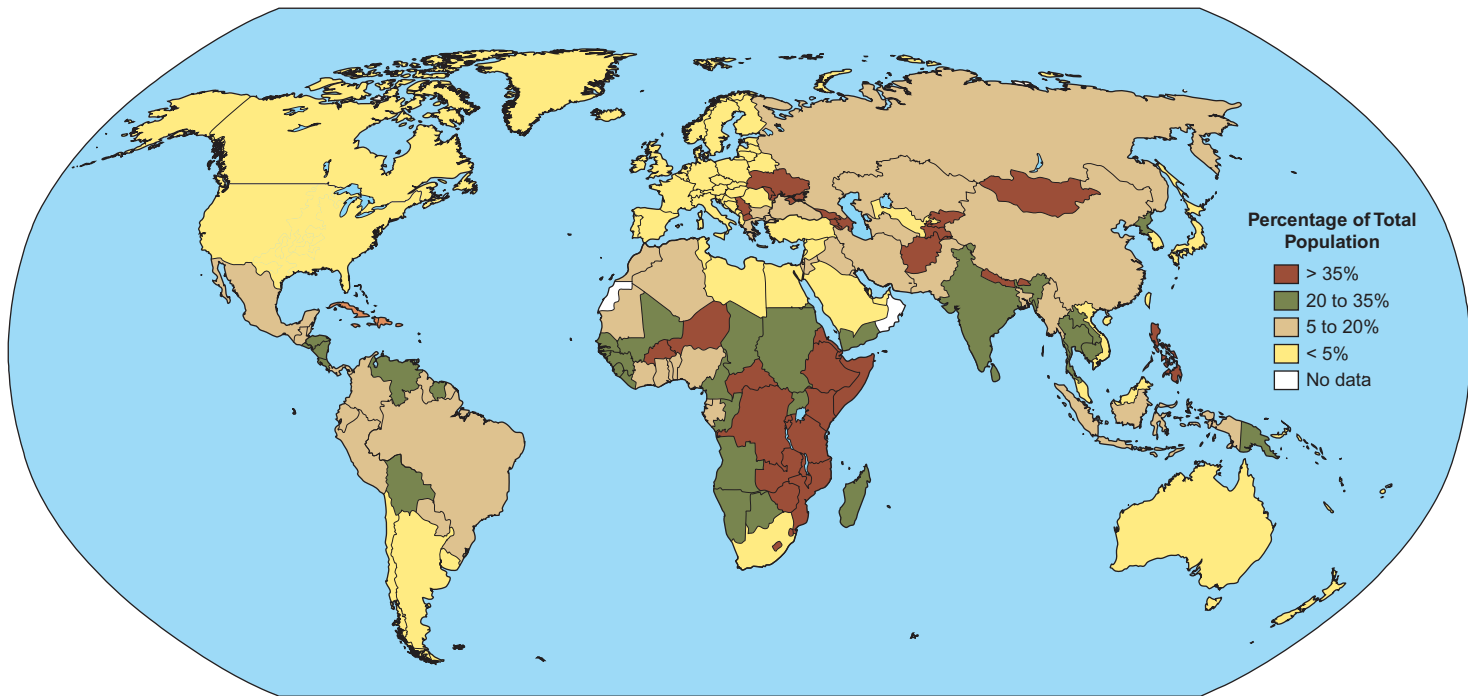 Percentage of Total
Population
> 35%
20 to 35%
5 to 20%
< 5%
No data